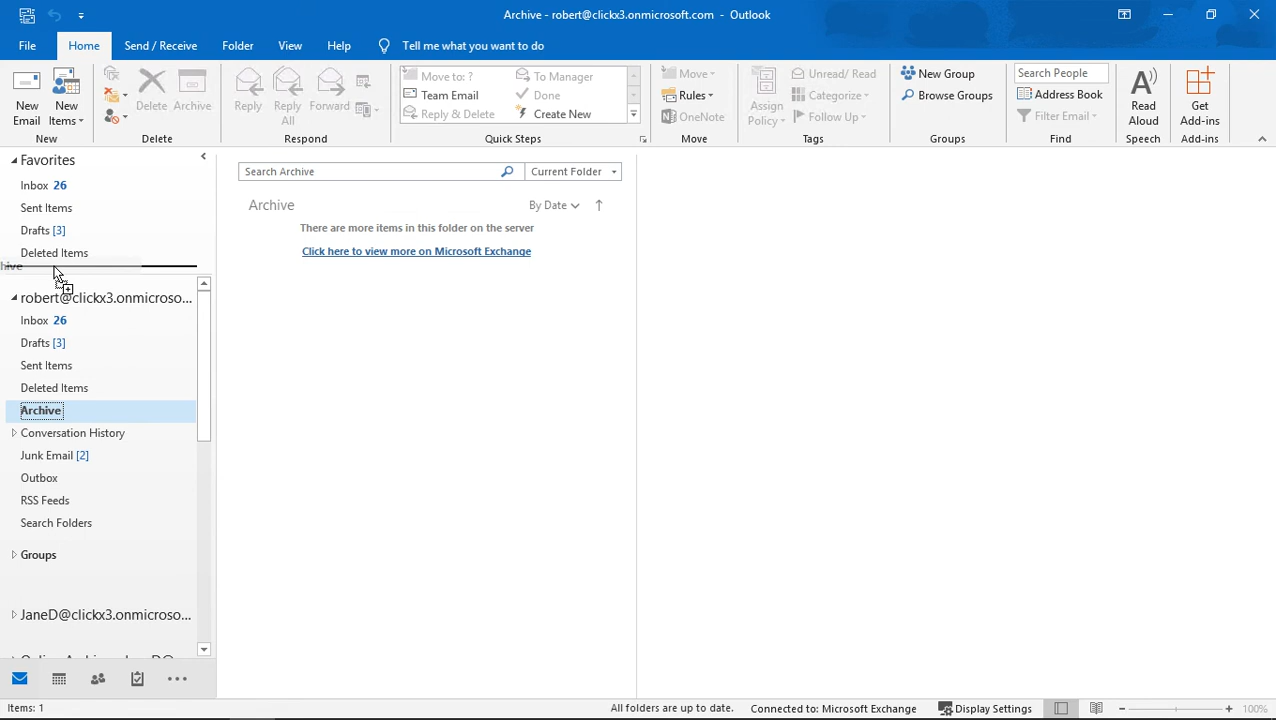 Archive - robert@clickx3.onmicrosoft.com - Outlook
File Home Send / Receive Folder View Help Tell me what you want to do
New Email
New Items
Delete
Archive
Delete
New
Reply
Reply All
Forward
Respond
Move to: ?
Team Email
Reply & Delete
To Manager
Done
Create New
Quick Steps
Move
Rules
OneNote
Move
Assign Policy
Unread/ Read
Categorize
Follow Up
Tags
New Group
Browse Groups
Groups
Search People
Address Book
Filter Email
Find
Read Aloud
Speech
Get Add-ins
Add-ins
Favorites
Inbox 26
Sent Items
Drafts [3]
Deleted Items
hive
robert@clickx3.onmicroso...
Inbox 26
Drafts [3]
Sent Items
Deleted Items
Archive
Conversation History
Junk Email [2]
Outbox
RSS Feeds
Search Folders
Groups
JaneD@clickx3.onmicroso...
Search Archive
Current Folder
Archive
By Date
There are more items in this folder on the server
Click here to view more on Microsoft Exchange
Items: 1
All folders are up to date.
Connected to: Microsoft Exchange
Display Settings
100%